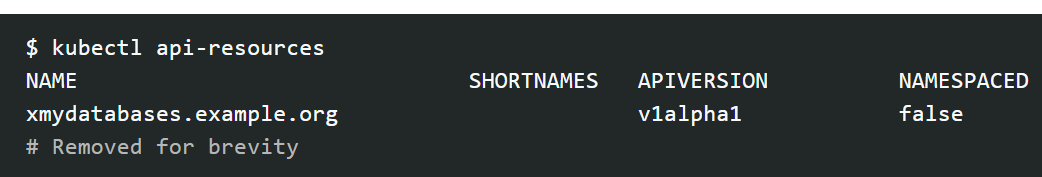 $ kubectl api-resources
NAME SHORTNAMES APIVERSION NAMESPACED
xmydatabases.example.org v1alpha1 false
# Removed for brevity